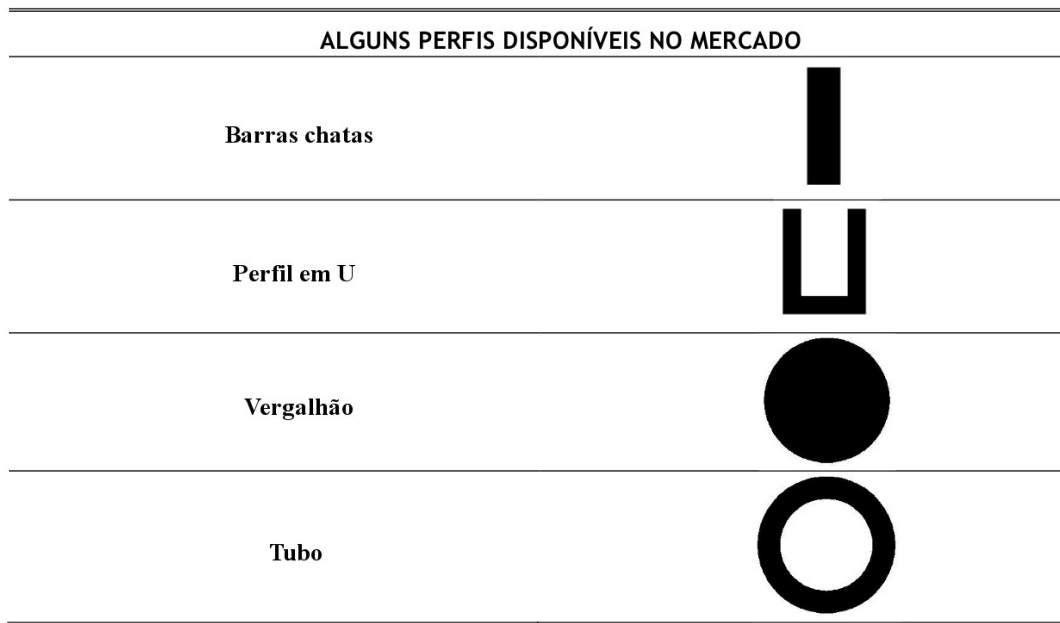 ALGUNS PERFIS DISPONÍVEIS NO MERCADO
Barras chatas
Perfil em U
Vergalhão
Tubo